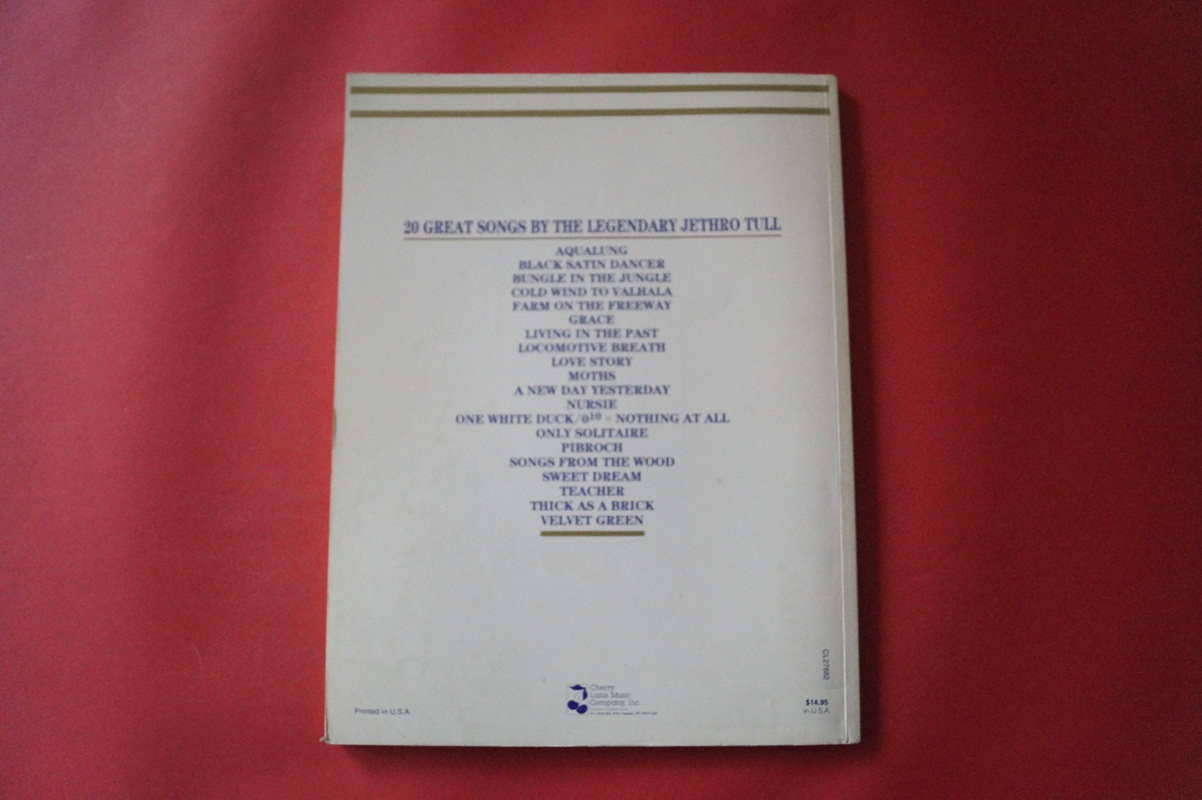 20 GREAT SONGS BY THE LEGENDARY JETHRO TULL
AQUALUNG
BLACK SATIN DANCER
BUNGLE IN THE JUNGLE
COLD WIND TO VALHALA
FARM ON THE FREEWAY
GRACE
LIVING IN THE PAST
LOCOMOTIVE BREATH
LOVE STORY
MOTHS
A NEW DAY YESTERDAY
NURSIE
ONE WHITE DUCK/0¹⁰ = NOTHING AT ALL
ONLY SOLITAIRE
PIBROCH
SONGS FROM THE WOOD
SWEET DREAM
TEACHER
THICK AS A BRICK
VELVET GREEN
Cherry
Lane Music
Company, Inc.
Printed in U.S.A.
$14.95
in U.S.A.